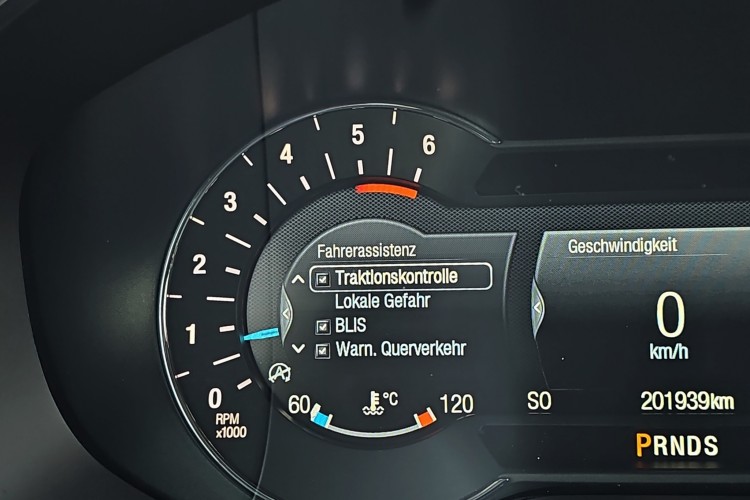 6
5
4
3
2
1
0
RPM
x1000
Fahrerassistenz
Traktionskontrolle
Lokale Gefahr
BLIS
Warn. Querverkehr
60 °C 120
Geschwindigkeit
0
km/h
SO 201939km
PRNDS